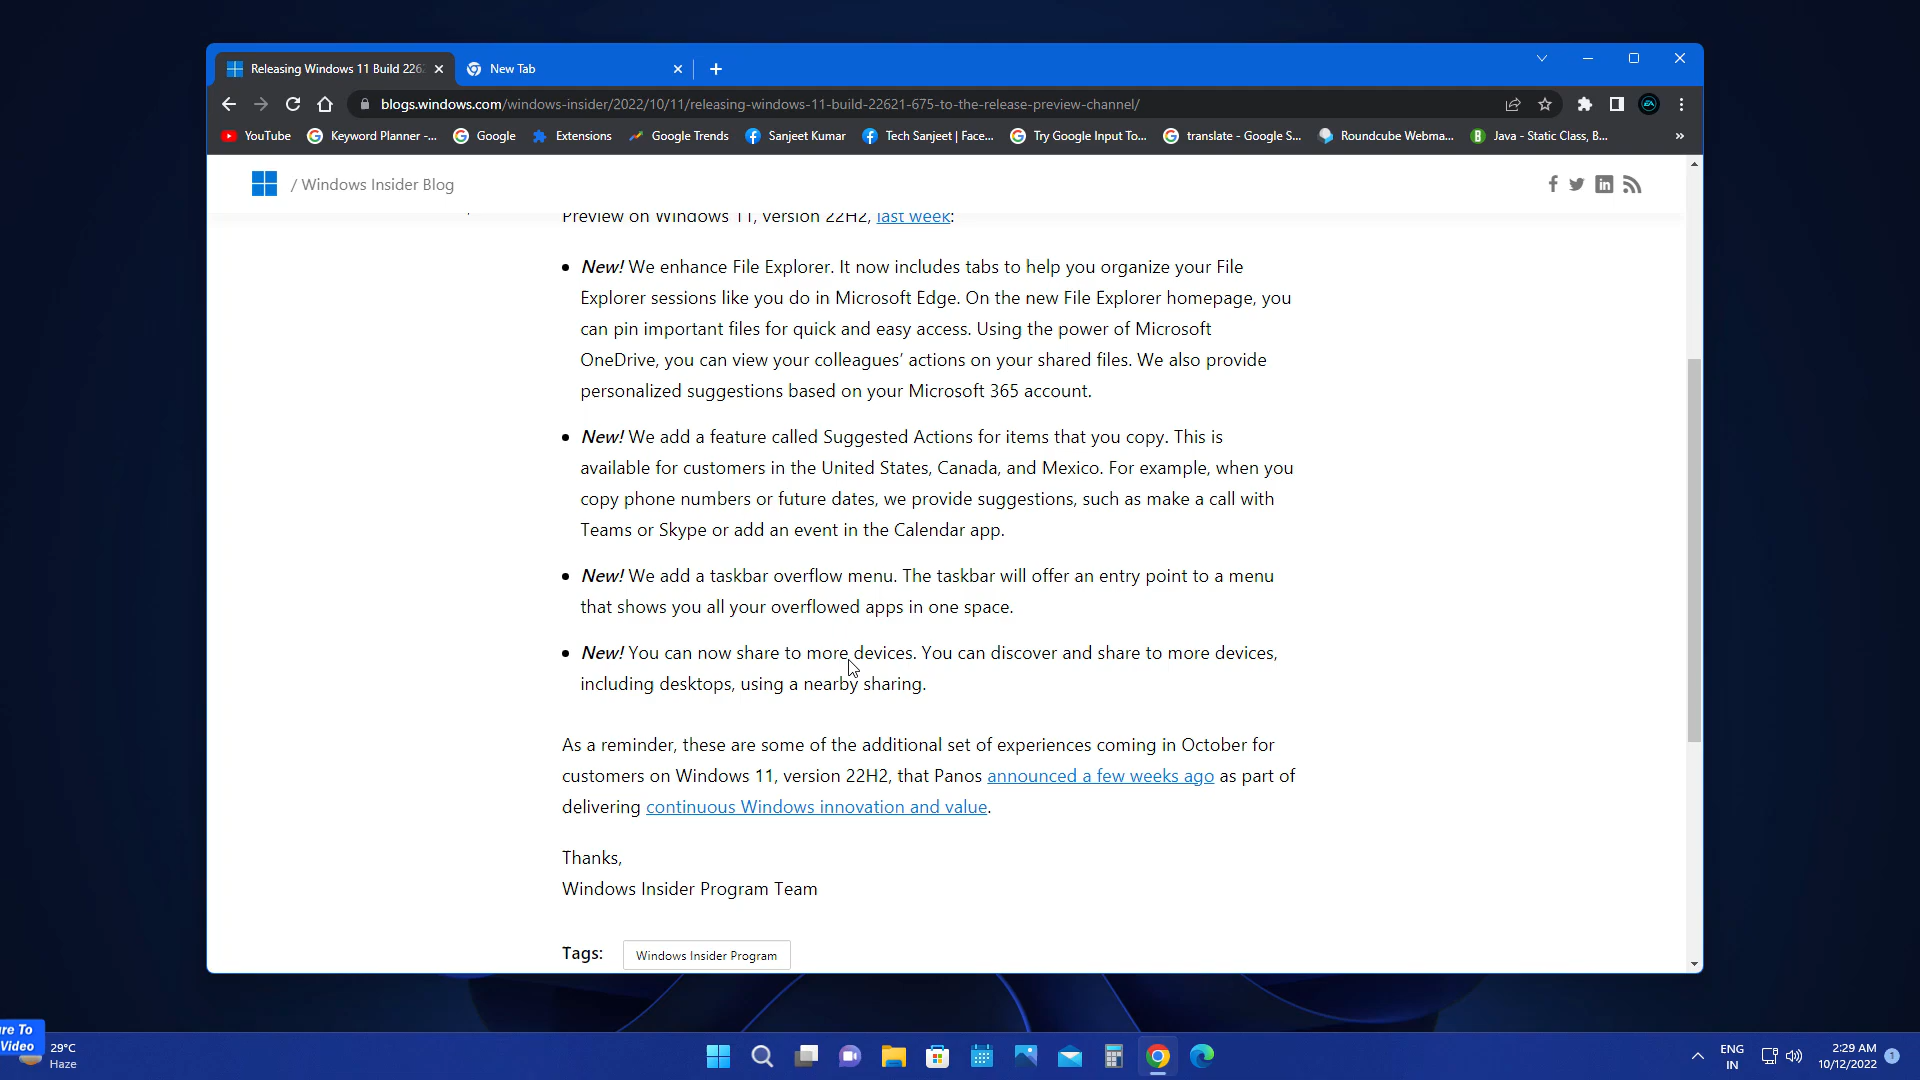 Releasing Windows 11 Build 2262
New Tab
blogs.windows.com/windows-insider/2022/10/11/releasing-windows-11-build-22621-675-to-the-release-preview-channel/
YouTube
Keyword Planner -...
Google
Extensions
Google Trends
Sanjeet Kumar
Tech Sanjeet | Face...
Try Google Input To...
translate - Google S...
Roundcube Webma...
Java - Static Class, B...
»
/ Windows Insider Blog
Preview on Windows 11, version 22H2, last week:
• New! We enhance File Explorer. It now includes tabs to help you organize your File
Explorer sessions like you do in Microsoft Edge. On the new File Explorer homepage, you
can pin important files for quick and easy access. Using the power of Microsoft
OneDrive, you can view your colleagues’ actions on your shared files. We also provide
personalized suggestions based on your Microsoft 365 account.
• New! We add a feature called Suggested Actions for items that you copy. This is
available for customers in the United States, Canada, and Mexico. For example, when you
copy phone numbers or future dates, we provide suggestions, such as make a call with
Teams or Skype or add an event in the Calendar app.
• New! We add a taskbar overflow menu. The taskbar will offer an entry point to a menu
that shows you all your overflowed apps in one space.
• New! You can now share to more devices. You can discover and share to more devices,
including desktops, using a nearby sharing.
As a reminder, these are some of the additional set of experiences coming in October for
customers on Windows 11, version 22H2, that Panos announced a few weeks ago as part of
delivering continuous Windows innovation and value.
Thanks,
Windows Insider Program Team
Tags: Windows Insider Program
re To
Video
29°C
Haze
ENG
IN
2:29 AM
10/12/2022
1